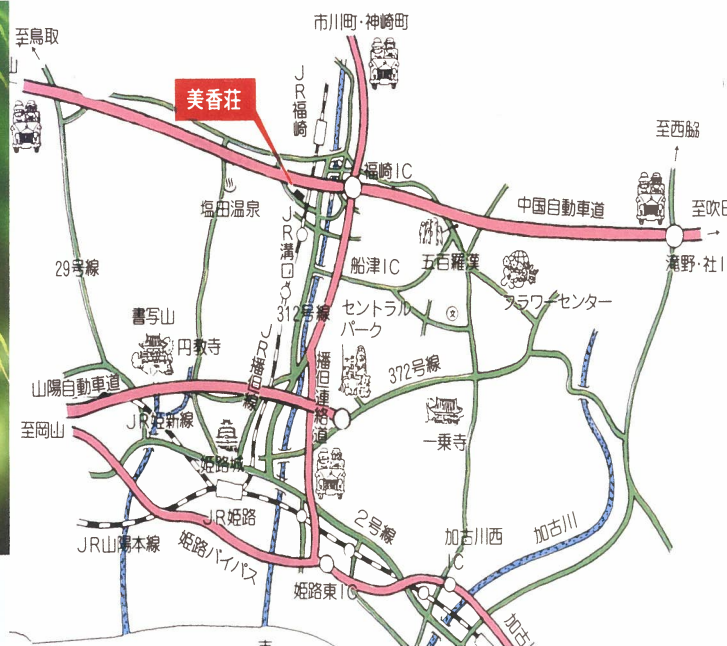 市川町・神崎町
至鳥取
山
美香荘
JR福崎
至西脇
福崎IC
塩田温泉
中国自動車道
至吹田
JR溝口
五百羅漢
船津IC
29号線
滝野・社I
フラワーセンター
書写山
312号線
セントラル
パーク
円教寺
JR播但線
播但連絡道
372号線
山陽自動車道
JR姫新線
至岡山
一乗寺
姫路城
JR姫路
2号線
加古川西
IC
加古川
JR山陽本線
姫路バイパス
姫路東IC
加古